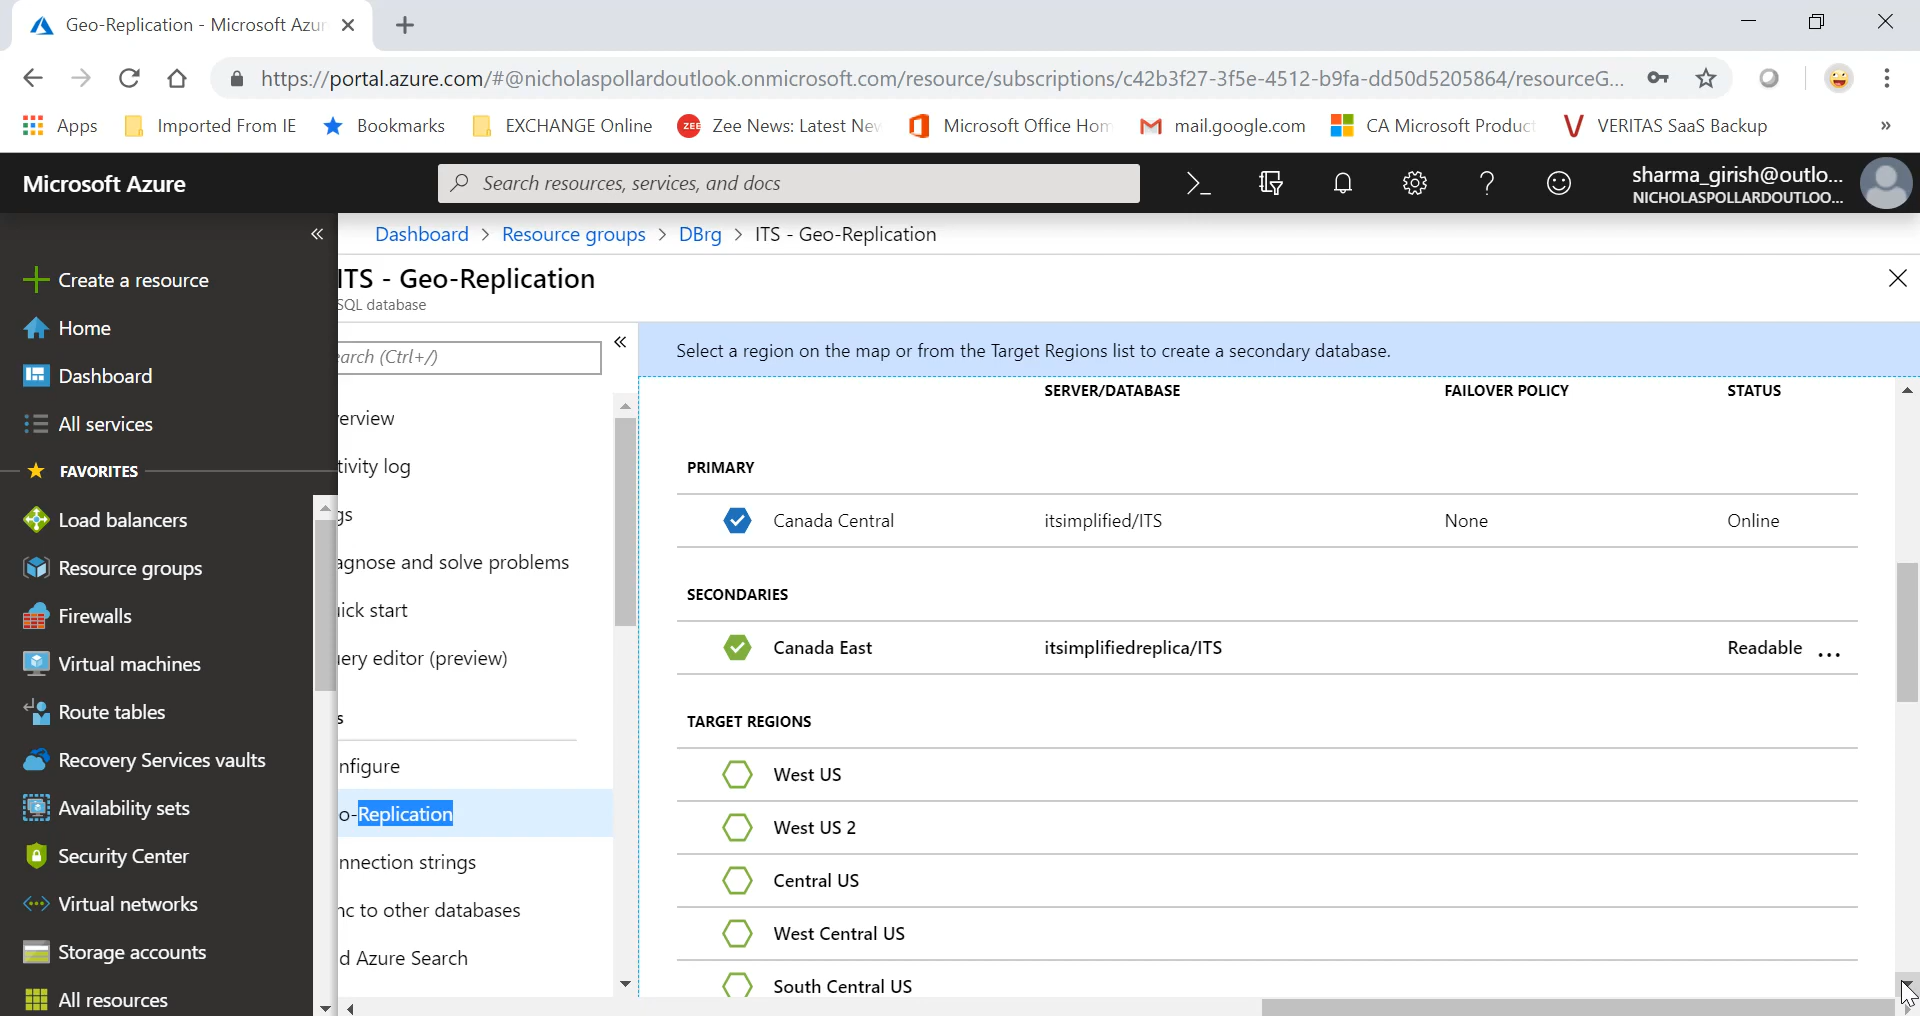 Geo-Replication - Microsoft Azur
https://portal.azure.com/#@nicholaspollardoutlook.onmicrosoft.com/resource/subscriptions/c42b3f27-3f5e-4512-b9fa-dd50d5205864/resourceG...
Apps Imported From IE Bookmarks EXCHANGE Online ZEE Zee News: Latest New Microsoft Office Hom mail.google.com CA Microsoft Product VERITAS SaaS Backup »
Microsoft Azure
Search resources, services, and docs
sharma_girish@outlo...
NICHOLASPOLLARDOUTLOO...
Dashboard > Resource groups > DBrg > ITS - Geo-Replication
Create a resource
Home
Dashboard
All services
FAVORITES
Load balancers
Resource groups
Firewalls
Virtual machines
Route tables
Recovery Services vaults
Availability sets
Security Center
Virtual networks
Storage accounts
All resources
ITS - Geo-Replication
SQL database
earch (Ctrl+/)
erview
tivity log
gs
agnose and solve problems
ick start
ery editor (preview)
s
nfigure
o-Replication
nnection strings
nc to other databases
d Azure Search
Select a region on the map or from the Target Regions list to create a secondary database.
SERVER/DATABASE FAILOVER POLICY STATUS
PRIMARY
Canada Central itsimplified/ITS None Online
SECONDARIES
Canada East itsimplifiedreplica/ITS Readable ...
TARGET REGIONS
West US
West US 2
Central US
West Central US
South Central US